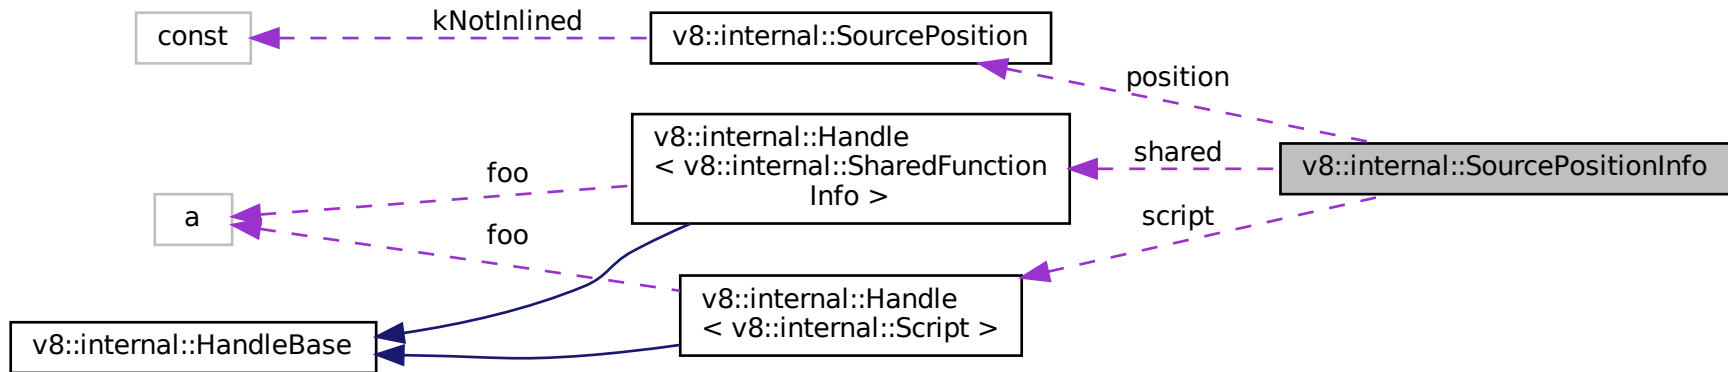 const
kNotInlined
v8::internal::SourcePosition
position
v8::internal::Handle
< v8::internal::SharedFunction
Info >
shared
v8::internal::SourcePositionInfo
foo
a
foo
script
v8::internal::Handle
< v8::internal::Script >
v8::internal::HandleBase